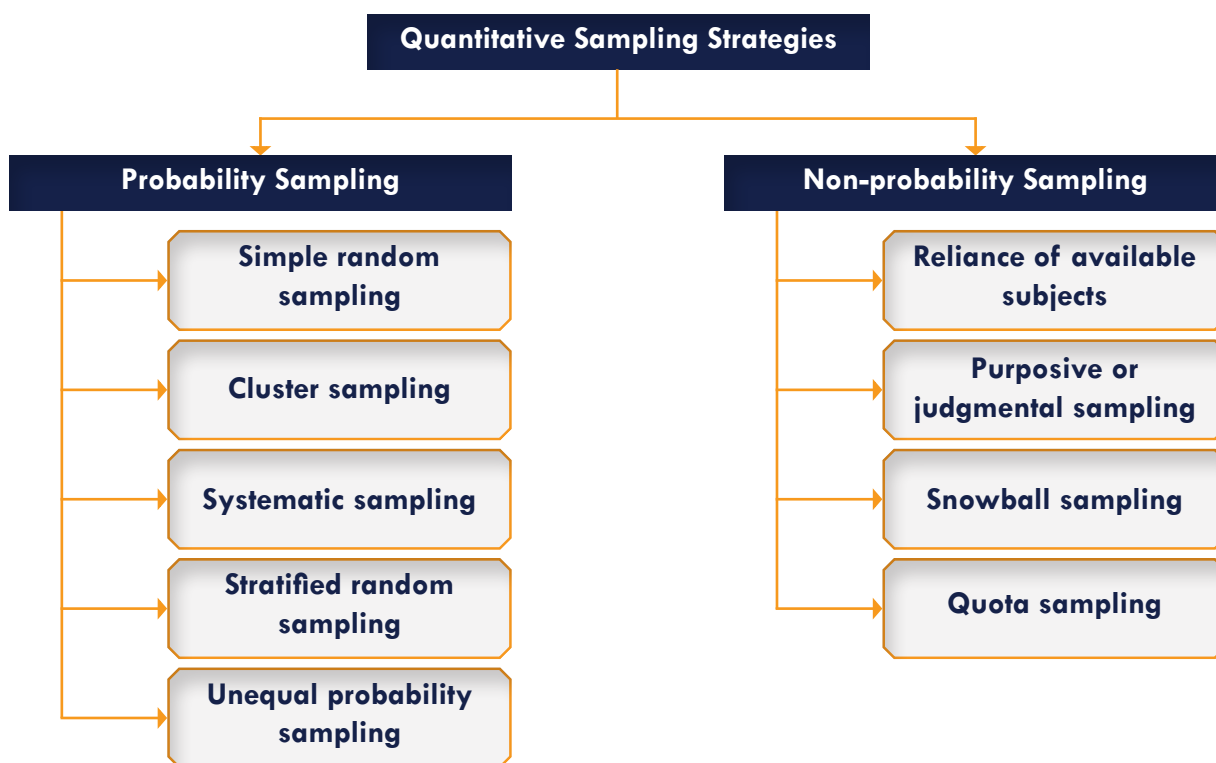 Quantitative Sampling Strategies
Probability Sampling
Simple random
sampling
Cluster sampling
Systematic sampling
Stratified random
sampling
Unequal probability
sampling
Non-probability Sampling
Reliance of available
subjects
Purposive or
judgmental sampling
Snowball sampling
Quota sampling